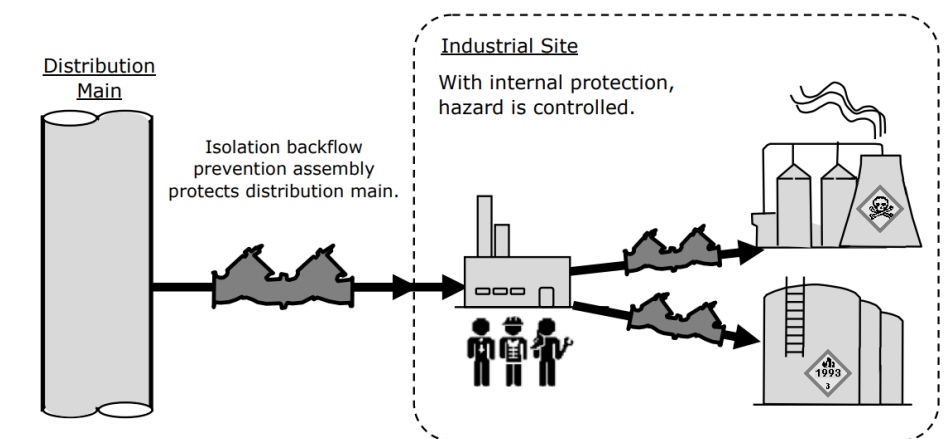 Distribution
Main
Isolation backflow
prevention assembly
protects distribution main.
Industrial Site
With internal protection,
hazard is controlled.
1993
3